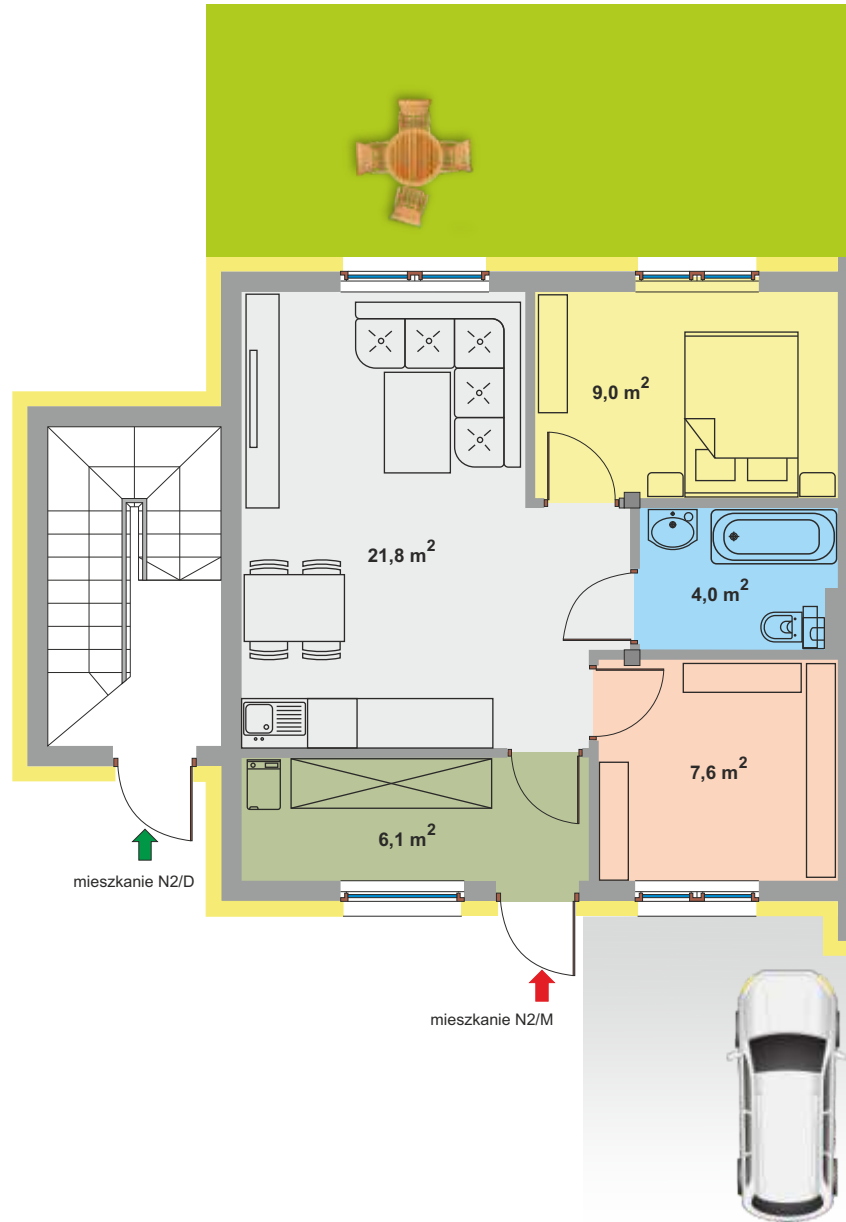 9,0 m²
21,8 m²
4,0 m²
7,6 m²
6,1 m²
mieszkanie N2/D
mieszkanie N2/M